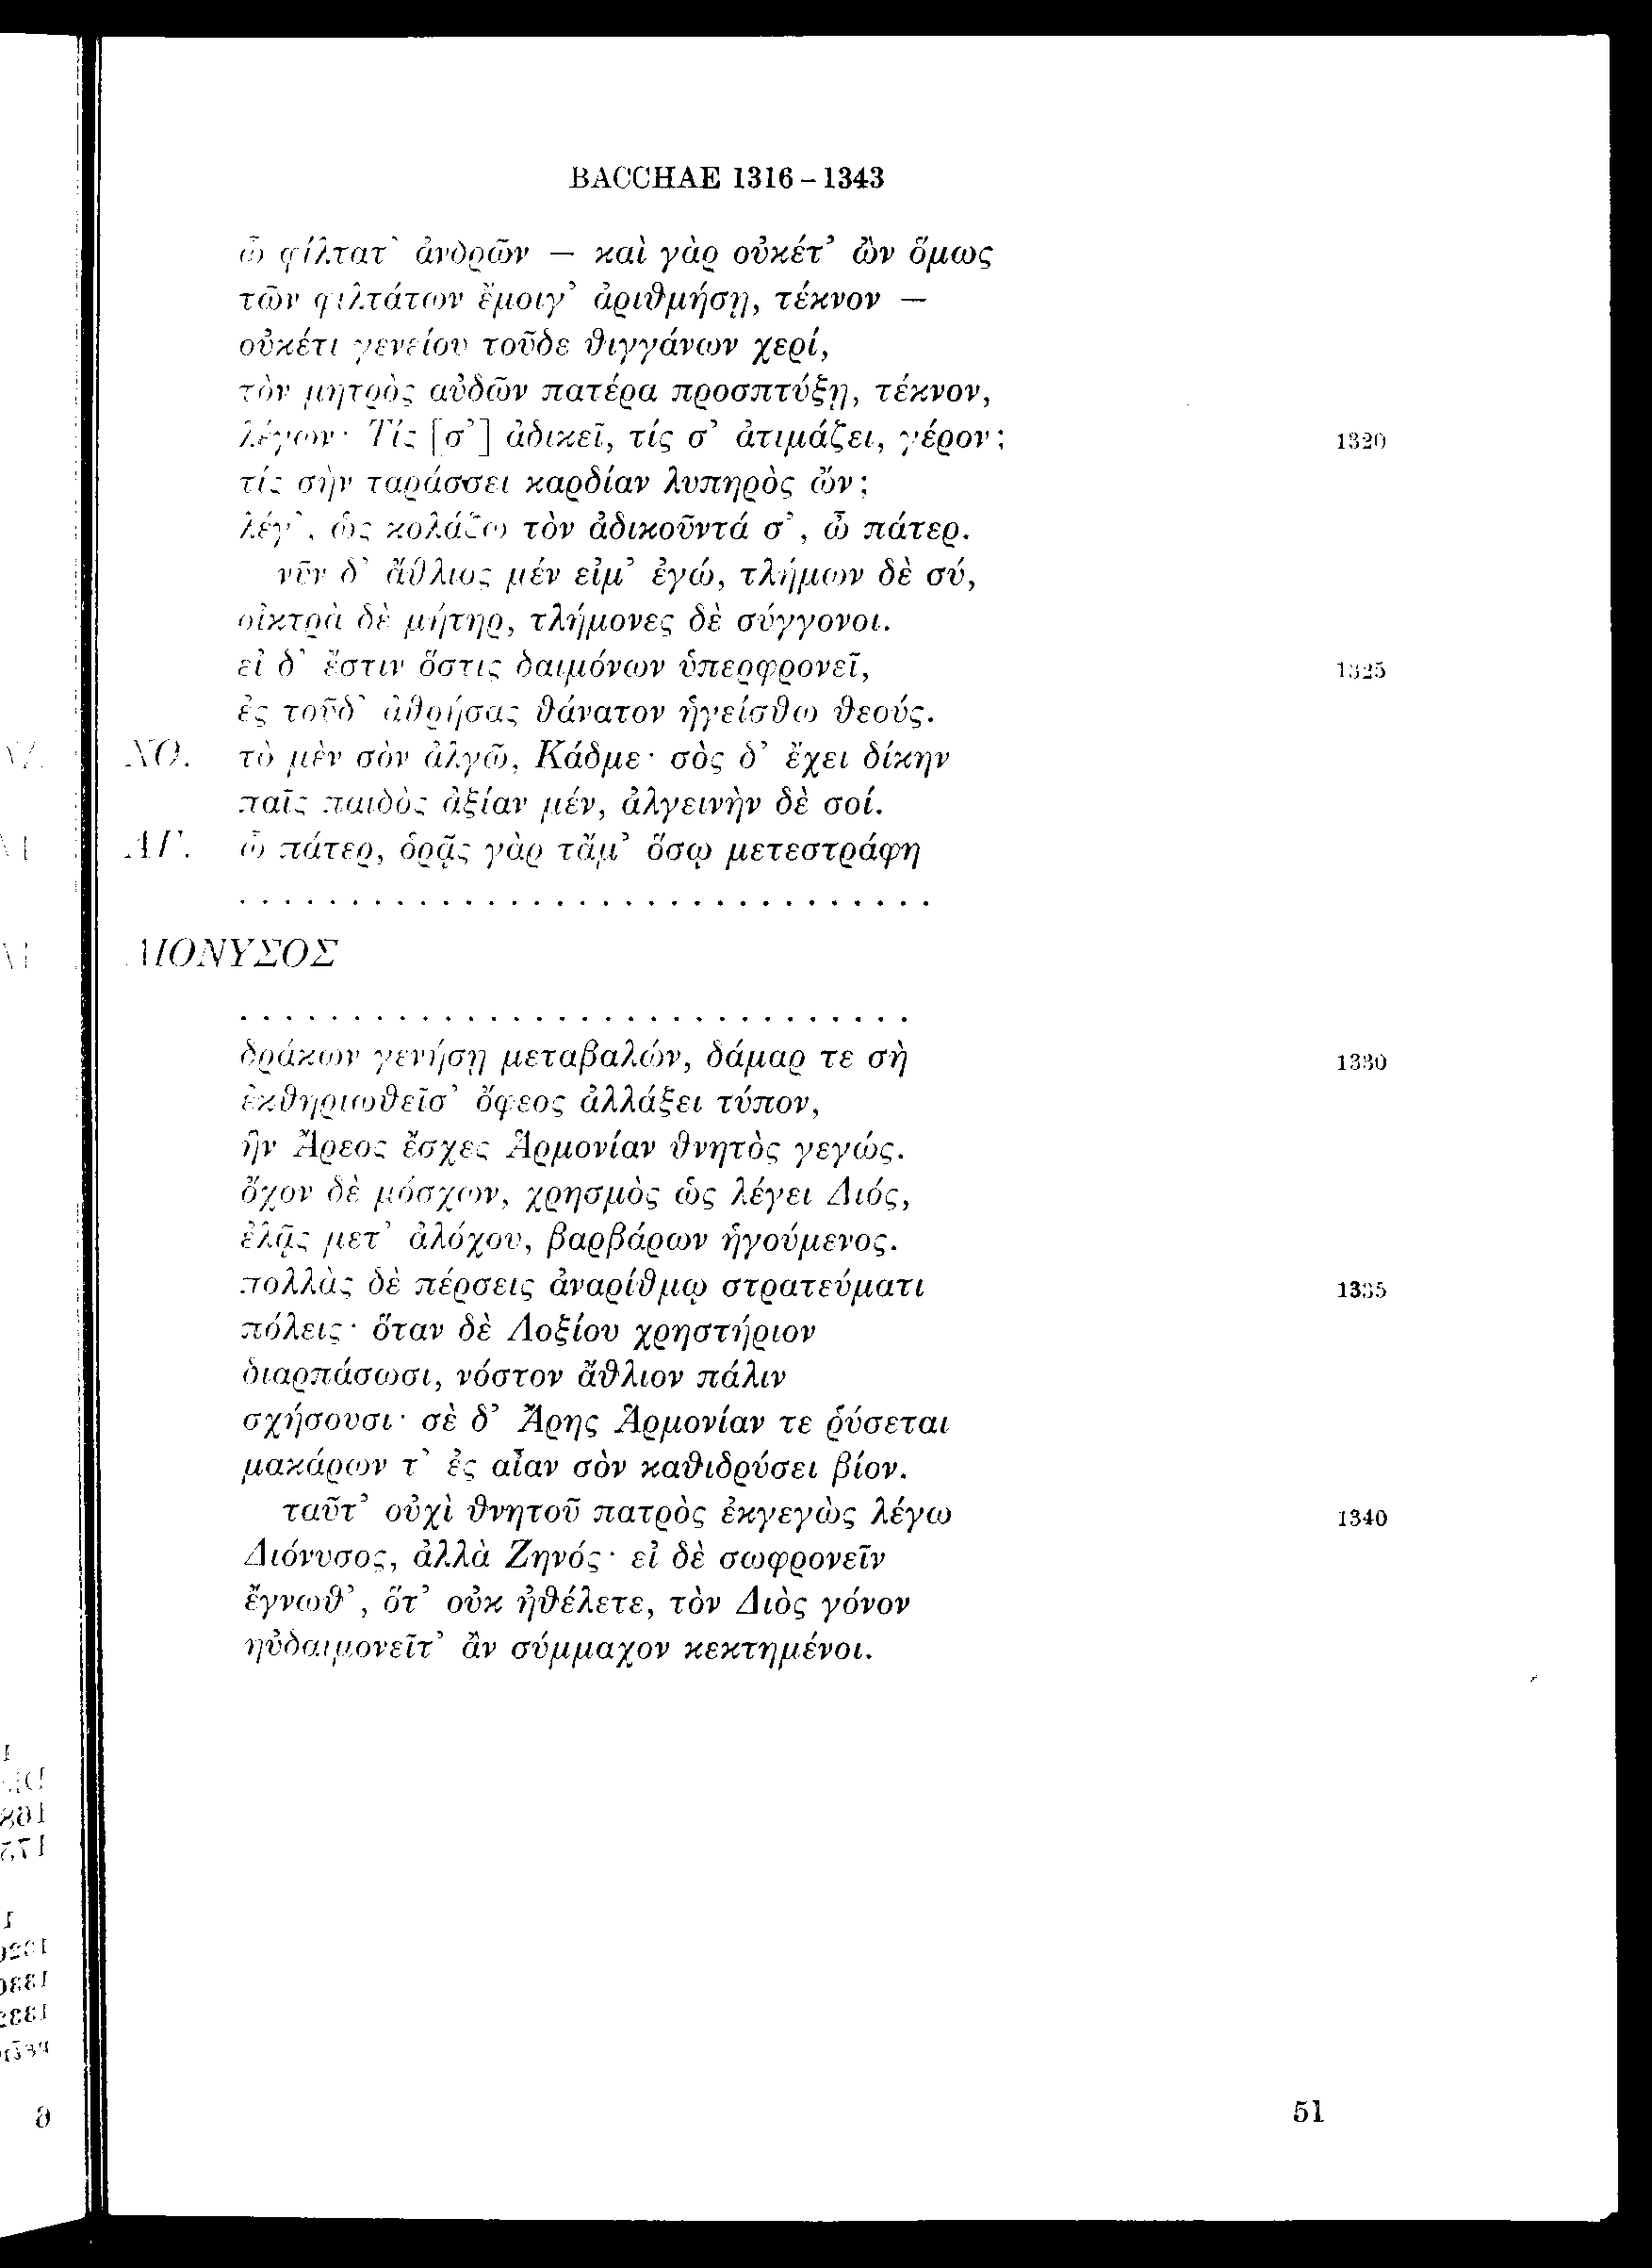 BACCHAE 1316 – 1343
ὦ φίλτατ’ ἀνδρῶν — καὶ γὰρ οὐκέτ’ ὢν ὅμως
τῶν φιλτάτων ἔμοιγ’ ἀριθμήσῃ, τέκνον —
οὐκέτι γενείου τοῦδε θιγγάνων χερί,
τὸν μητρὸς αὐδῶν πατέρα προσπτύξῃ, τέκνον,
λέγων· Τίς [σ’] ἀδικεῖ, τίς σ’ ἀτιμάζει, γέρον; 1320
τίς σὴν ταράσσει καρδίαν λυπηρὸς ὤν;
λέγ’, ὡς κολάζω τὸν ἀδικοῦντά σ’, ὦ πάτερ.
νῦν δ’ ἄθλιος μέν εἰμ’ ἐγώ, τλήμων δὲ σύ,
οἰκτρὰ δὲ μήτηρ, τλήμονες δὲ σύγγονοι.
εἰ δ’ ἔστιν ὅστις δαιμόνων ὑπερφρονεῖ, 1325
ἐς τοῦδ’ ἀθρήσας θάνατον ἡγείσθω θεούς.
ΧΟ. τὸ μὲν σὸν ἀλγῶ, Κάδμε· σὸς δ’ ἔχει δίκην
παῖς παιδὸς ἀξίαν μέν, ἀλγεινὴν δὲ σοί.
ΑΓ. ὦ πάτερ, ὁρᾷς γὰρ τἄμ’ ὅσῳ μετεστράφη
. . . . . . . . . . . . . . . . . . . . . . . . . . . . . . .
ΔΙΟΝΥΣΟΣ
. . . . . . . . . . . . . . . . . . . . . . . . . . . . . .
δράκων γενήσῃ μεταβαλών, δάμαρ τε σὴ 1330
ἐκθηριωθεῖσ’ ὄφεος ἀλλάξει τύπον,
ἣν Ἄρεος ἔσχες Ἁρμονίαν θνητὸς γεγώς.
ὄχον δὲ μόσχων, χρησμὸς ὡς λέγει Διός,
ἐλᾷς μετ’ ἀλόχου, βαρβάρων ἡγούμενος.
πολλὰς δὲ πέρσεις ἀναρίθμῳ στρατεύματι 1335
πόλεις· ὅταν δὲ Λοξίου χρηστήριον
διαρπάσωσι, νόστον ἄθλιον πάλιν
σχήσουσι· σὲ δ’ Ἄρης Ἁρμονίαν τε ῥύσεται
μακάρων τ’ ἐς αἶαν σὸν καθιδρύσει βίον.
ταῦτ’ οὐχὶ θνητοῦ πατρὸς ἐκγεγὼς λέγω 1340
Διόνυσος, ἀλλὰ Ζηνός· εἰ δὲ σωφρονεῖν
ἔγνωθ’, ὅτ’ οὐκ ἠθέλετε, τὸν Διὸς γόνον
ηὐδαιμονεῖτ’ ἂν σύμμαχον κεκτημένοι.
51